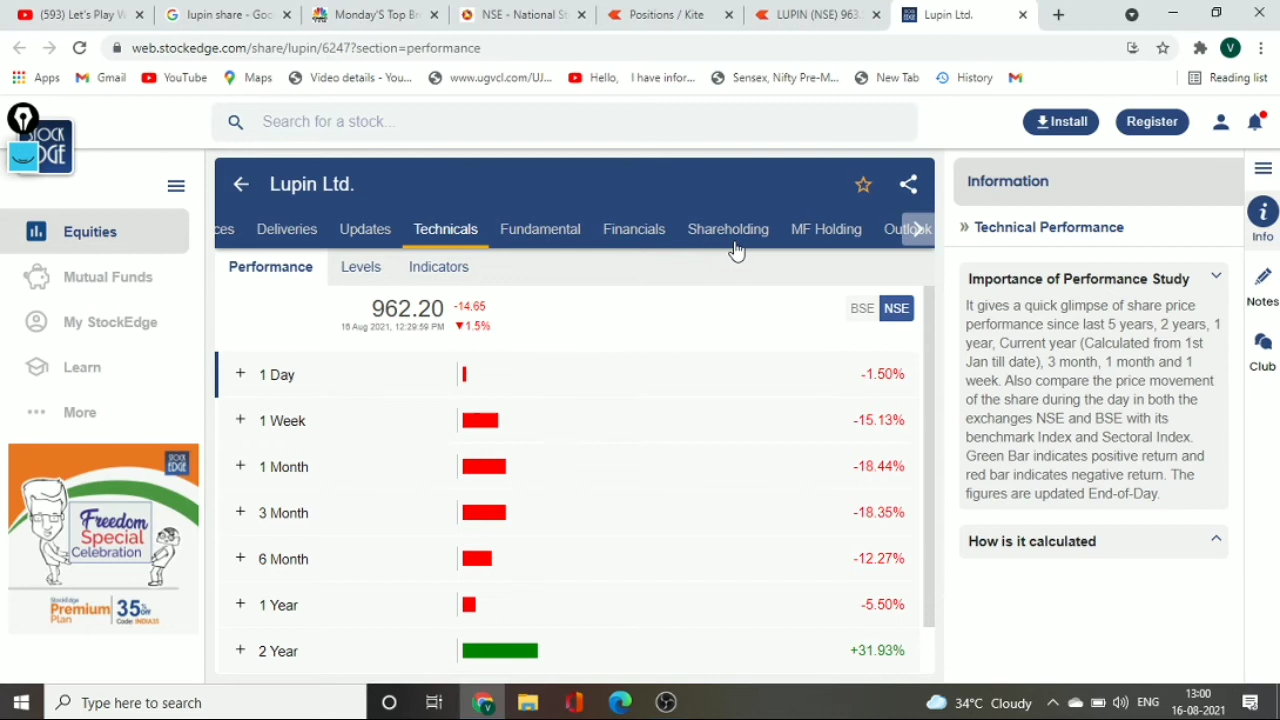 (593) Let's Play W
lupin share - Goo
Monday'S Top Br
NSE - National St
Positions / Kite
LUPIN (NSE) 963.
Lupin Ltd.
web.stockedge.com/share/lupin/6247?section=performance
Apps
Gmail
YouTube
Maps
Video details - You...
www.ugvcl.com/UJ...
Hello, I have infor...
Sensex, Nifty Pre-M...
New Tab
History
Reading list
V
STOCK
EDGE
Search for a stock...
Install
Register
Lupin Ltd.
ces Deliveries Updates Technicals Fundamental Financials Shareholding MF Holding Outlook
Performance Levels Indicators
962.20 -14.65
16 Aug 2021, 12:29:59 PM ▼1.5%
BSE NSE
+ 1 Day -1.50%
+ 1 Week -15.13%
+ 1 Month -18.44%
+ 3 Month -18.35%
+ 6 Month -12.27%
+ 1 Year -5.50%
+ 2 Year +31.93%
Equities
Mutual Funds
My StockEdge
Learn
More
STOCK
EDGE
Freedom
Special
Celebration
StockEdge
Premium
Plan
35% OFF
Code: INDIA35
Information
» Technical Performance
Importance of Performance Study
It gives a quick glimpse of share price
performance since last 5 years, 2 years, 1
year, Current year (Calculated from 1st
Jan till date), 3 month, 1 month and 1
week. Also compare the price movement
of the share during the day in both the
exchanges NSE and BSE with its
benchmark Index and Sectoral Index.
Green Bar indicates positive return and
red bar indicates negative return. The
figures are updated End-of-Day.
How is it calculated
Info
Notes
Club
Type here to search
34°C Cloudy
ENG
13:00
16-08-2021